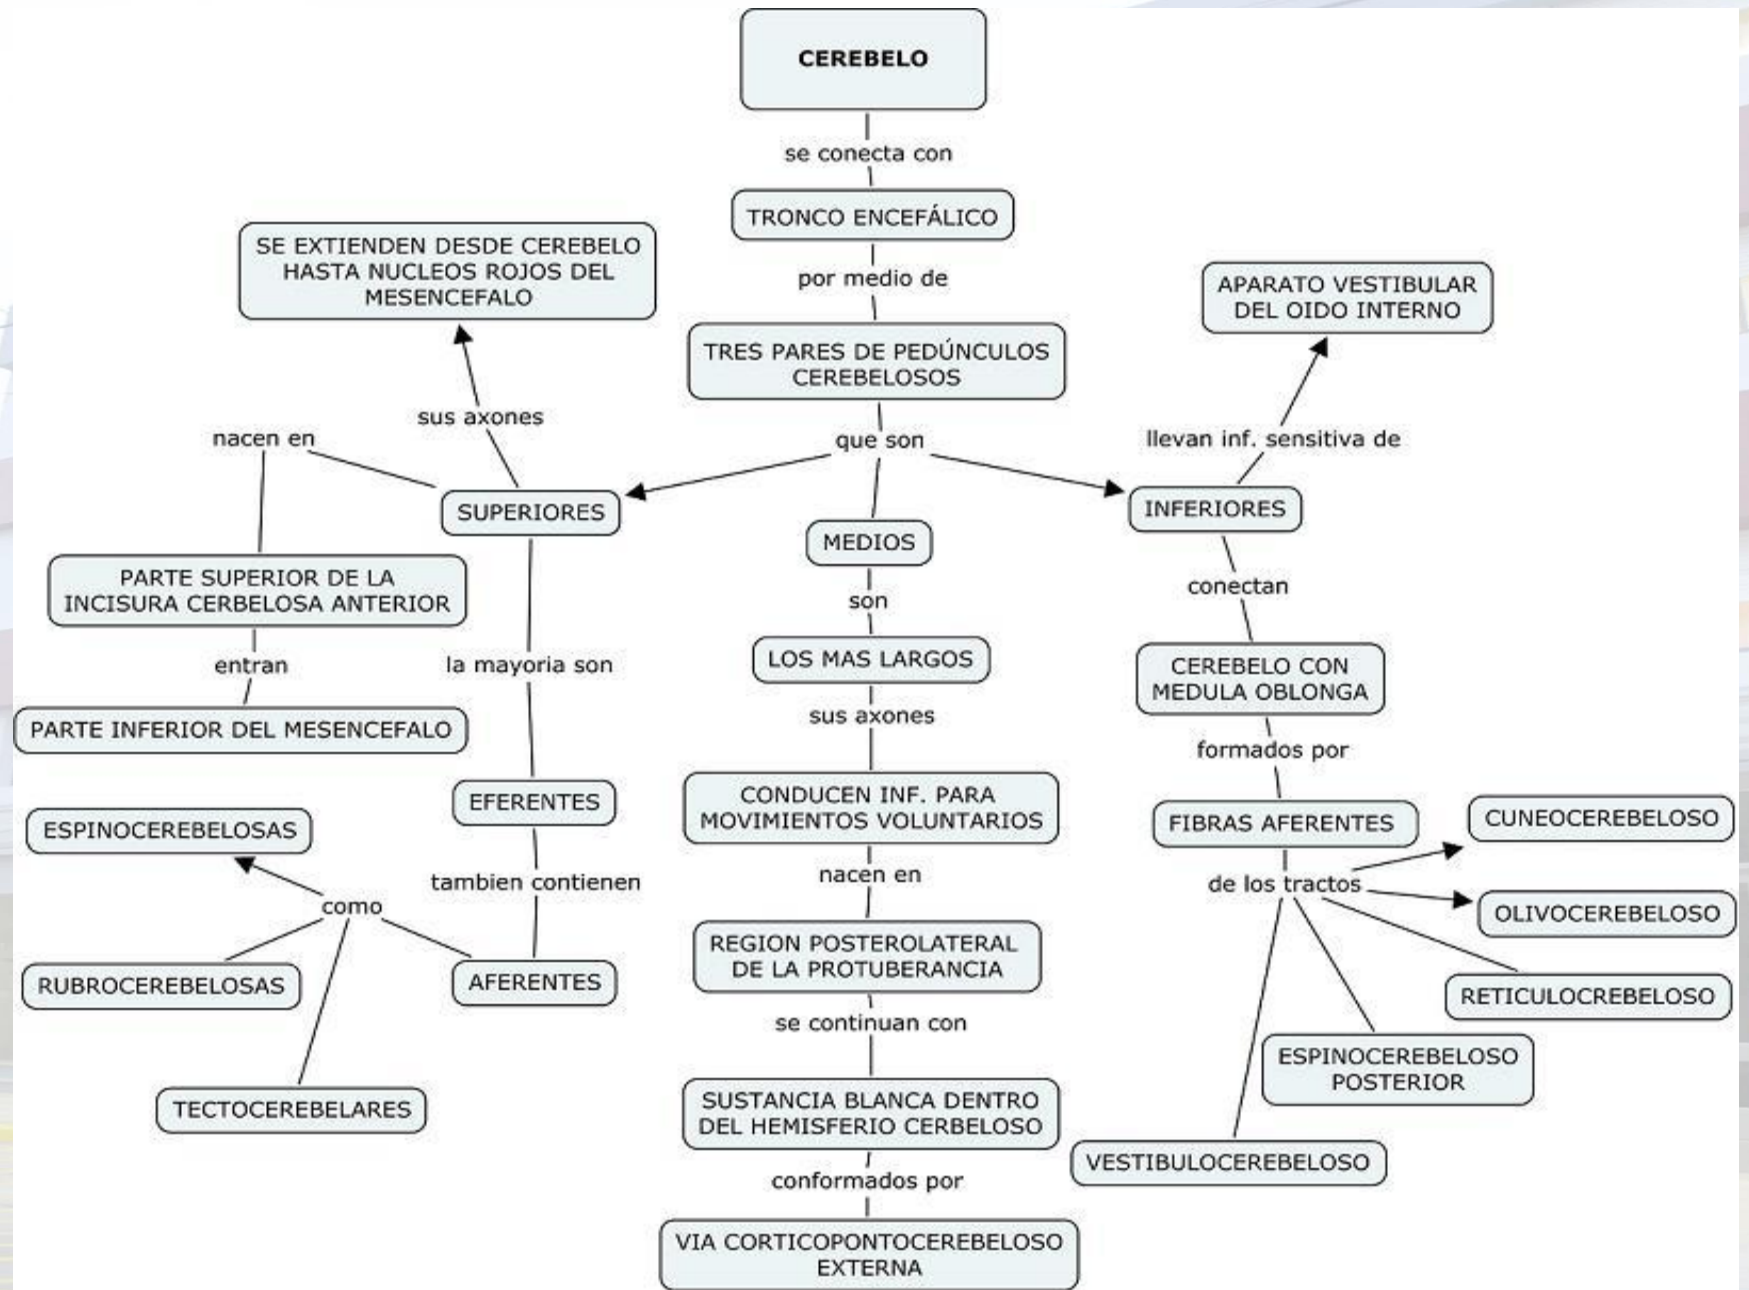 CEREBELO
se conecta con
TRONCO ENCEFÁLICO
por medio de
TRES PARES DE PEDÚNCULOS
CEREBELOSOS
que son
SUPERIORES
sus axones
SE EXTIENDEN DESDE CEREBELO
HASTA NUCLEOS ROJOS DEL
MESENCEFALO
nacen en
PARTE SUPERIOR DE LA
INCISURA CERBELOSA ANTERIOR
entran
PARTE INFERIOR DEL MESENCEFALO
la mayoria son
EFERENTES
tambien contienen
AFERENTES
como
ESPINOCEREBELOSAS
RUBROCEREBELOSAS
TECTOCEREBELARES
MEDIOS
son
LOS MAS LARGOS
sus axones
CONDUCEN INF. PARA
MOVIMIENTOS VOLUNTARIOS
nacen en
REGION POSTEROLATERAL
DE LA PROTUBERANCIA
se continuan con
SUSTANCIA BLANCA DENTRO
DEL HEMISFERIO CERBELOSO
conformados por
VIA CORTICOPONTOCEREBELOSO
EXTERNA
INFERIORES
llevan inf. sensitiva de
APARATO VESTIBULAR
DEL OIDO INTERNO
conectan
CEREBELO CON
MEDULA OBLONGA
formados por
FIBRAS AFERENTES
de los tractos
CUNEOCEREBELOSO
OLIVOCEREBELOSO
RETICULOCREBELOSO
ESPINOCEREBELOSO
POSTERIOR
VESTIBULOCEREBELOSO